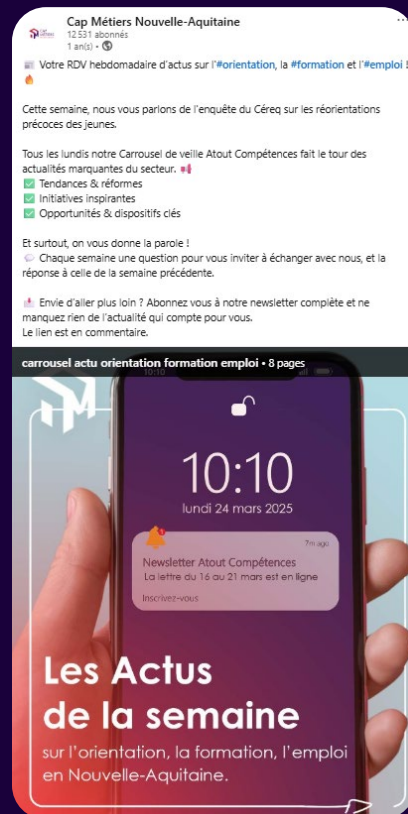 Cap Métiers Nouvelle-Aquitaine
12 531 abonnés
1 an(s) •
Votre RDV hebdomadaire d'actus sur l'#orientation, la #formation et l'#emploi !
Cette semaine, nous vous parlons de l'enquête du Céreq sur les réorientations
précoces des jeunes.
Tous les lundis notre Carrousel de veille Atout Compétences fait le tour des
actualités marquantes du secteur.
Tendances & réformes
Initiatives inspirantes
Opportunités & dispositifs clés
Et surtout, on vous donne la parole !
Chaque semaine une question pour vous inviter à échanger avec nous, et la
réponse à celle de la semaine précédente.
Envie d'aller plus loin ? Abonnez vous à notre newsletter complète et ne
manquez rien de l'actualité qui compte pour vous.
Le lien est en commentaire.
carrousel actu orientation formation emploi • 8 pages
10:10
10:10
lundi 24 mars 2025
7m ago
Newsletter Atout Compétences
La lettre du 16 au 21 mars est en ligne
Inscrivez-vous
Les Actus
de la semaine
sur l'orientation, la formation, l'emploi
en Nouvelle-Aquitaine.